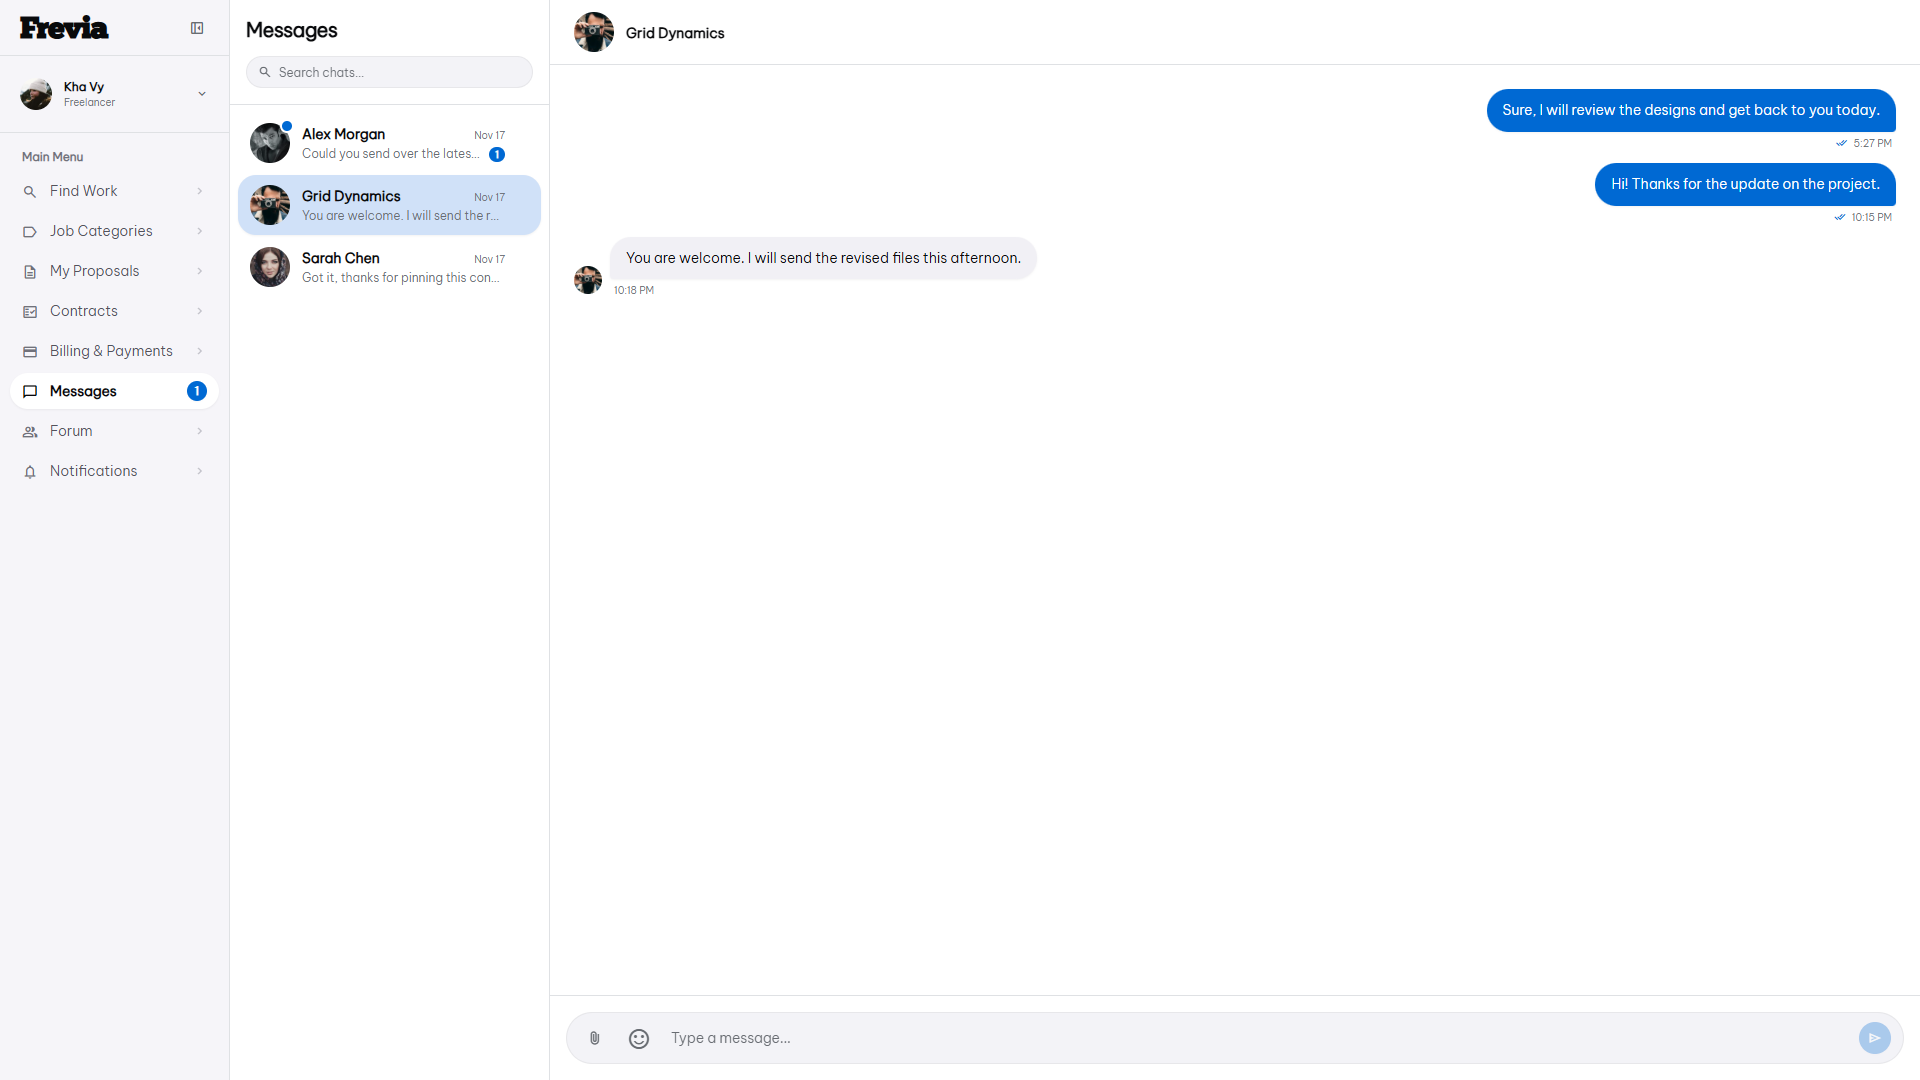 Frevia
Kha Vy
Freelancer
Main Menu
Find Work
Job Categories
My Proposals
Contracts
Billing & Payments
Messages
1
Forum
Notifications
Messages
Search chats...
Alex Morgan
Nov 17
Could you send over the lates...
1
Grid Dynamics
Nov 17
You are welcome. I will send the r...
Sarah Chen
Nov 17
Got it, thanks for pinning this con...
Grid Dynamics
Sure, I will review the designs and get back to you today.
5:27 PM
Hi! Thanks for the update on the project.
10:15 PM
You are welcome. I will send the revised files this afternoon.
10:18 PM
Type a message...